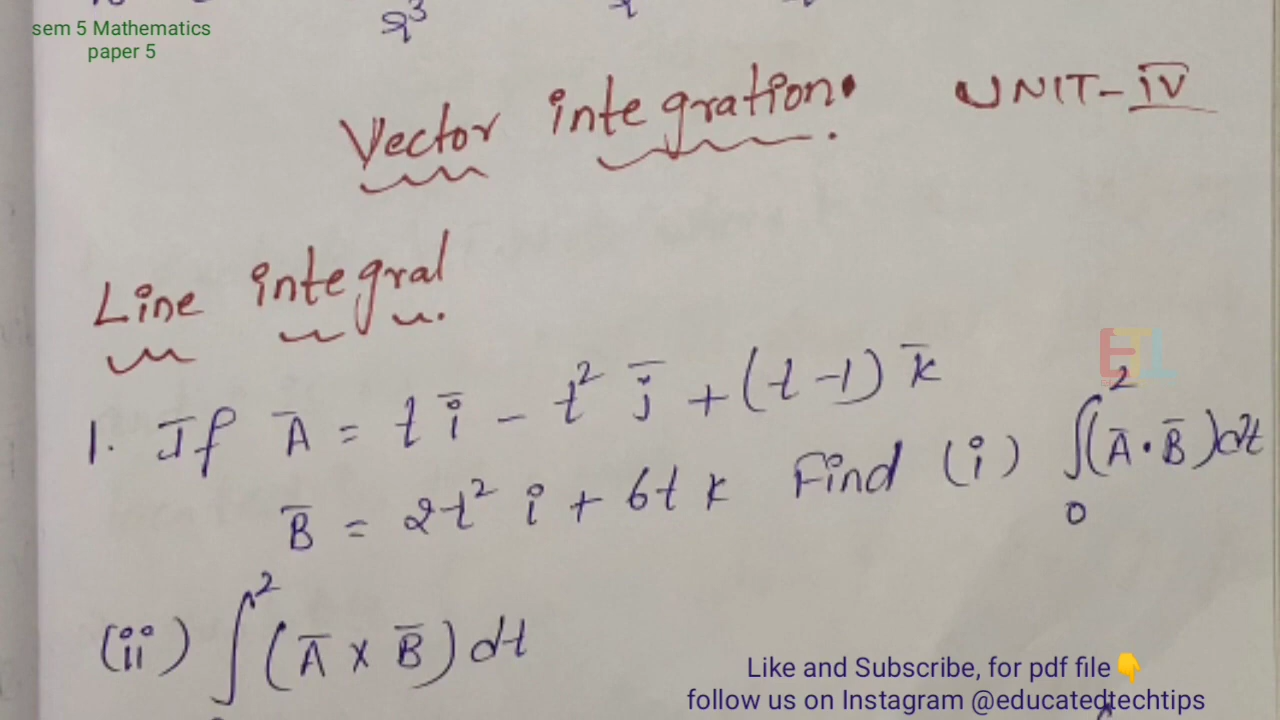 sem 5 Mathematics
paper 5
Vector integration. UNIT-IV
Line integral
ETL
1. If A̅ = t i̅ - t² j̅ + (t-1) k̅
B̅ = 2t² i + 6t k Find (i) ∫₀² (A̅ · B̅) dt
(ii) ∫² (A̅ × B̅) dt
Like and Subscribe, for pdf file👇
follow us on Instagram @educatedtechtips